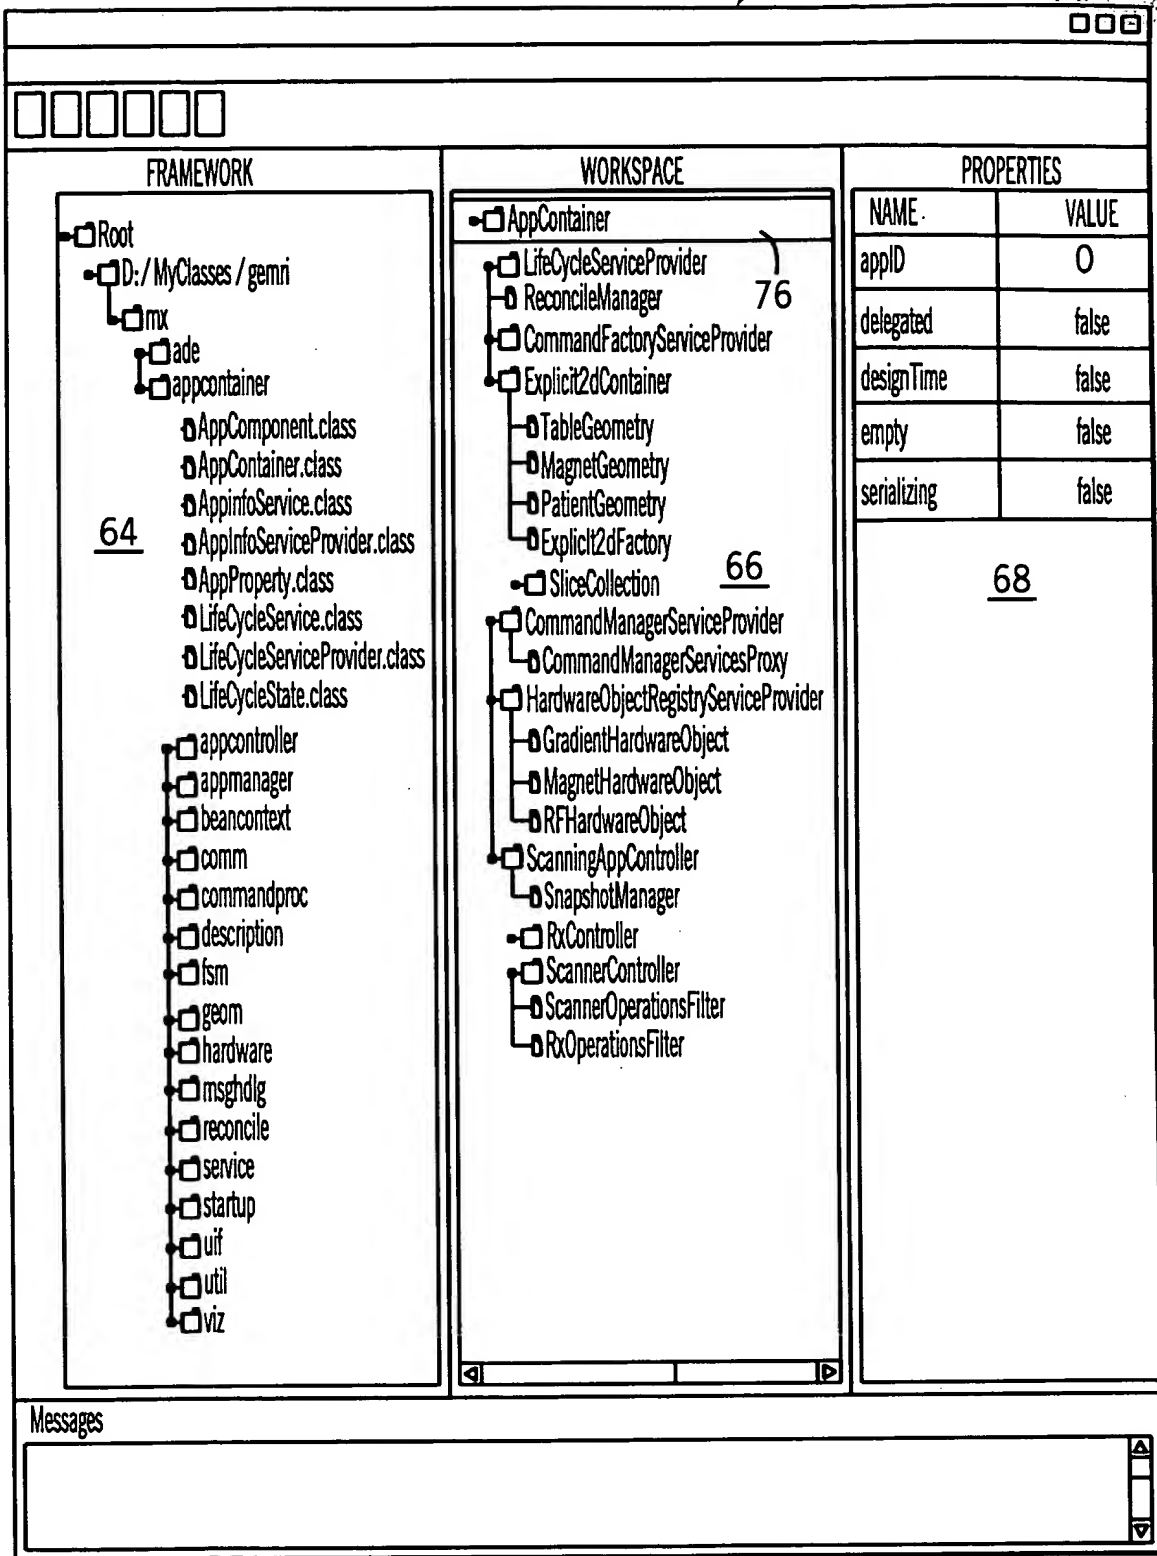 FRAMEWORK
Root
D:/ MyClasses / gemri
mx
ade
appcontainer
AppComponent.class
AppContainer.class
AppinfoService.class
64
AppInfoServiceProvider.class
AppProperty.class
LifeCycleService.class
LifeCycleServiceProvider.class
LifeCycleState.class
appcontroller
appmanager
beancontext
comm
commandproc
description
fsm
geom
hardware
msghdlg
reconcile
service
startup
uif
util
viz
WORKSPACE
AppContainer
76
LifeCycleServiceProvider
ReconcileManager
CommandFactoryServiceProvider
Explicit2dContainer
TableGeometry
MagnetGeometry
PatientGeometry
Explicit2dFactory
66
SliceCollection
CommandManagerServiceProvider
CommandManagerServicesProxy
HardwareObjectRegistryServiceProvider
GradientHardwareObject
MagnetHardwareObject
RFHardwareObject
ScanningAppController
SnapshotManager
RxController
ScannerController
ScannerOperationsFilter
RxOperationsFilter
PROPERTIES
NAME VALUE
appID 0
delegated false
designTime false
empty false
serializing false
68
Messages